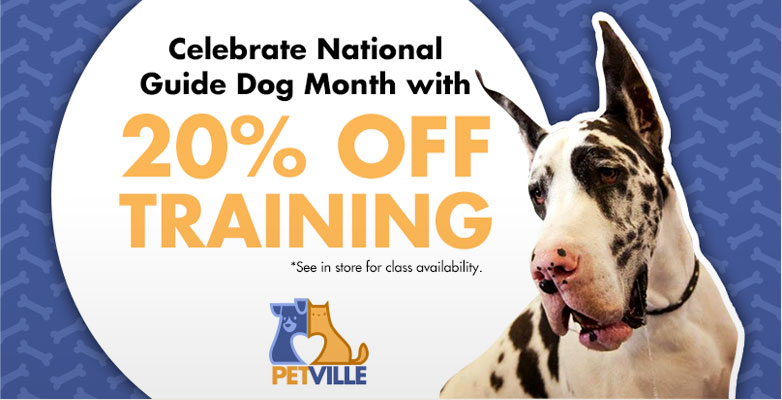 Celebrate National
Guide Dog Month with
20% OFF
TRAINING
*See in store for class availability.
PETVILLE